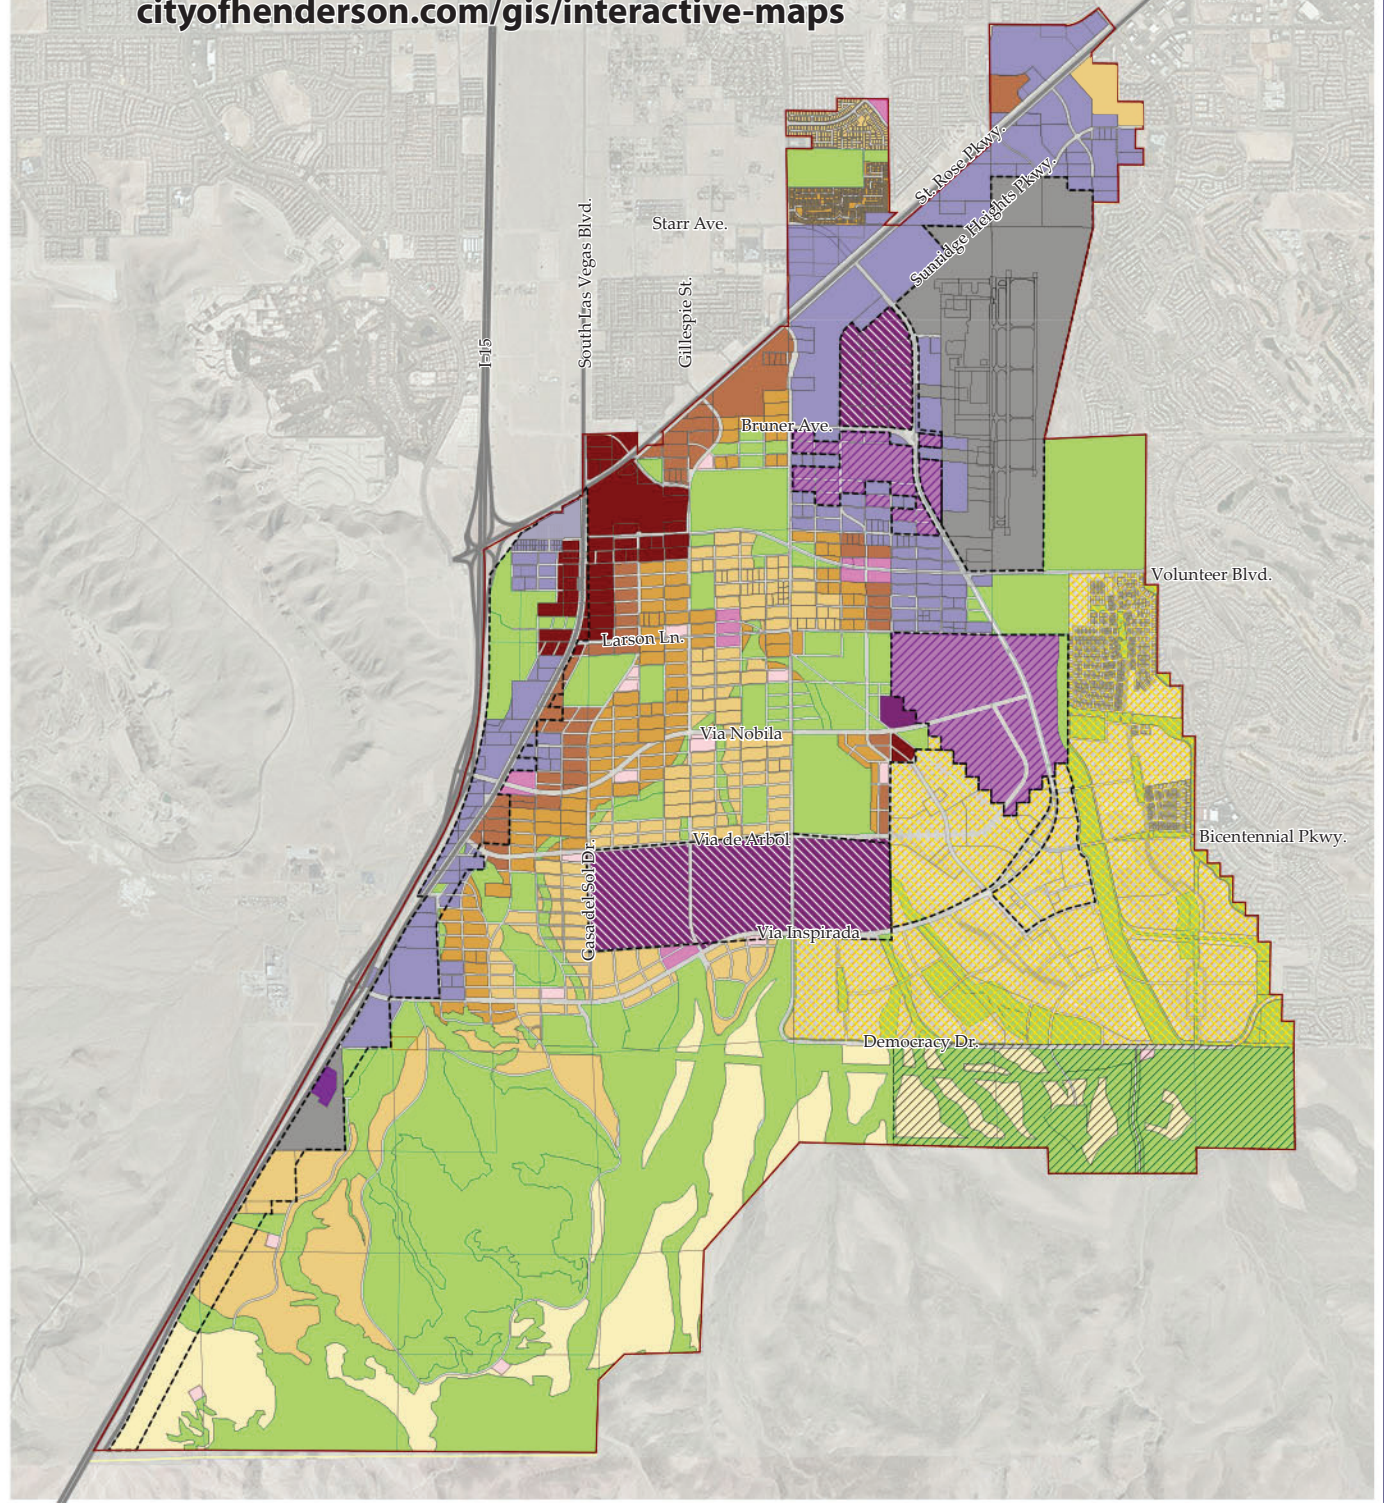 cityofhenderson.com/gis/interactive-maps
St. Rose Pkwy.
Sunridge Heights Pkwy.
Starr Ave.
South Las Vegas Blvd.
Gillespie St.
I-15
Bruner Ave.
Volunteer Blvd.
Larson Ln.
Via Nobila
Bicentennial Pkwy.
Via de Arbol
Casa del Sol Dr.
Via Inspirada
Democracy Dr.